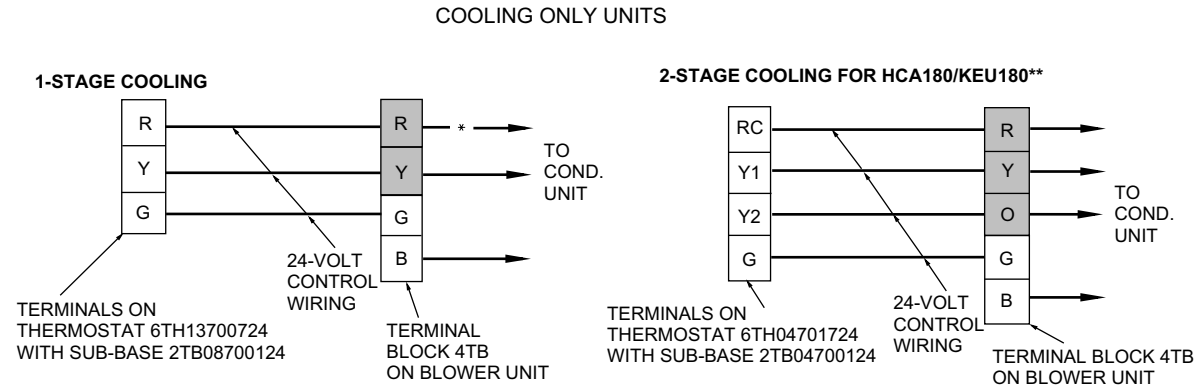 COOLING ONLY UNITS
1-STAGE COOLING
R
Y
G
R
Y
G
B
*
TO
COND.
UNIT
24-VOLT
CONTROL
WIRING
TERMINALS ON
THERMOSTAT 6TH13700724
WITH SUB-BASE 2TB08700124
TERMINAL
BLOCK 4TB
ON BLOWER UNIT
2-STAGE COOLING FOR HCA180/KEU180**
RC
Y1
Y2
G
R
Y
O
G
B
TO
COND.
UNIT
24-VOLT
CONTROL
WIRING
TERMINALS ON
THERMOSTAT 6TH04701724
WITH SUB-BASE 2TB04700124
TERMINAL BLOCK 4TB
ON BLOWER UNIT